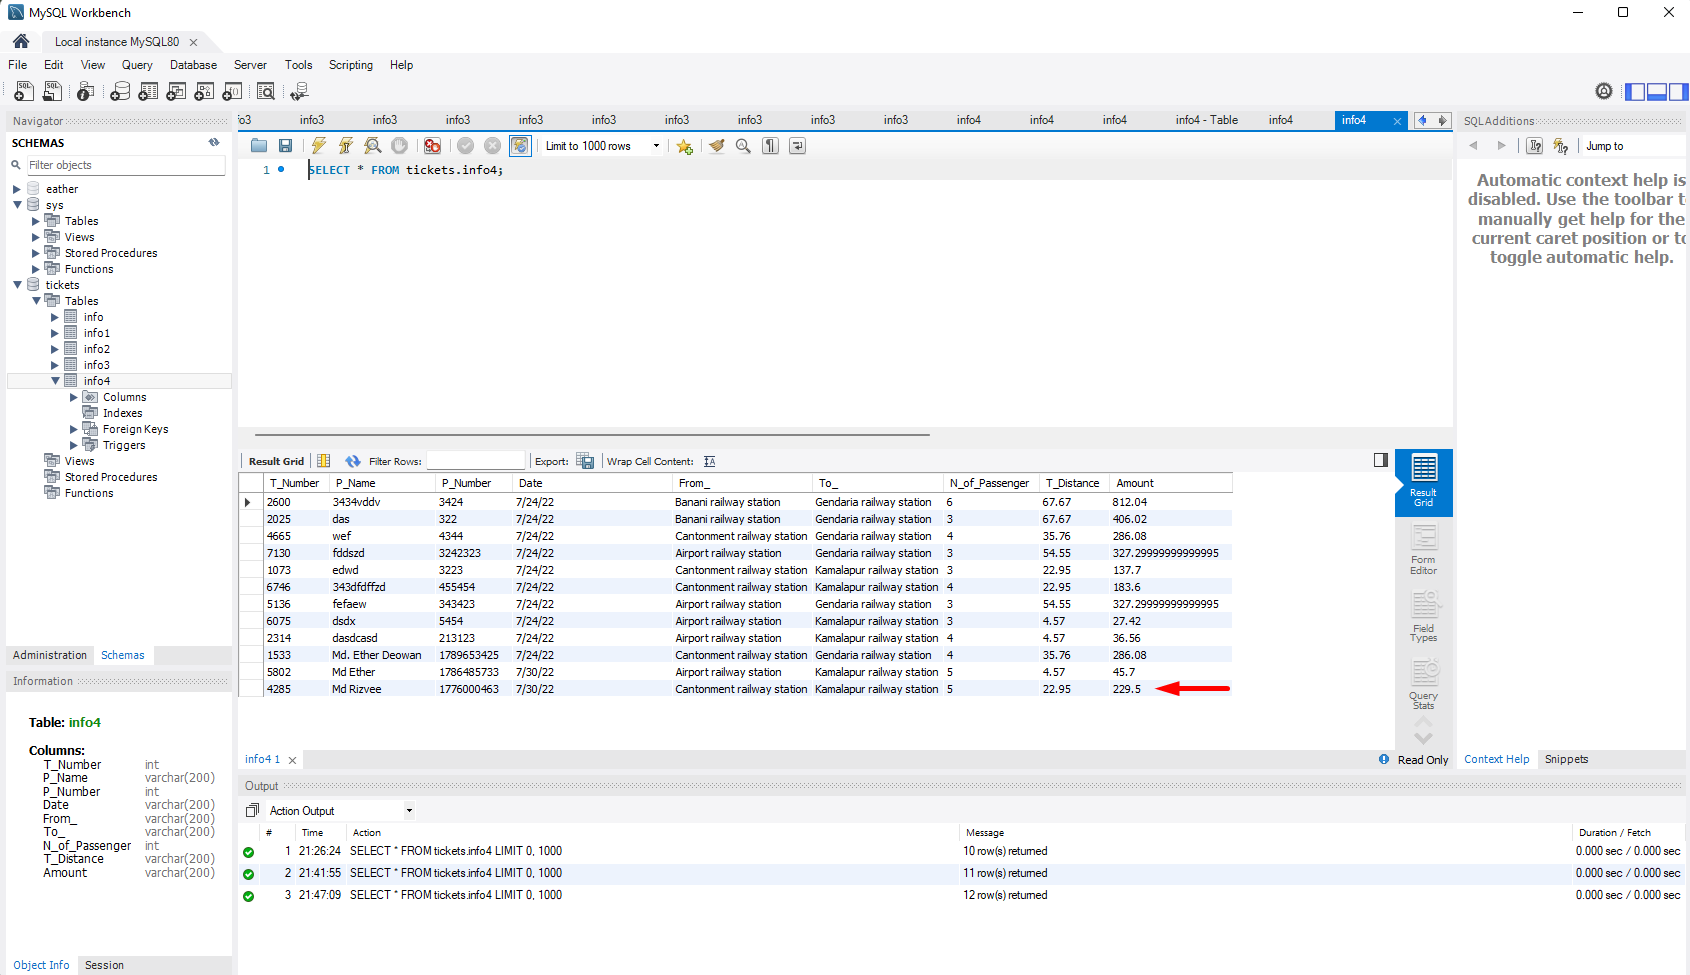 MySQL Workbench
Local instance MySQL80
File Edit View Query Database Server Tools Scripting Help
Navigator
SCHEMAS
Filter objects
eather
sys
Tables
Views
Stored Procedures
Functions
tickets
Tables
info
info1
info2
info3
info4
Columns
Indexes
Foreign Keys
Triggers
Views
Stored Procedures
Functions
Administration Schemas
Information
Table: info4
Columns:
T_Number int
P_Name varchar(200)
P_Number int
Date varchar(200)
From_ varchar(200)
To_ varchar(200)
N_of_Passenger int
T_Distance varchar(200)
Amount varchar(200)
Object Info Session
fo3 info3 info3 info3 info3 info3 info3 info3 info3 info3 info4 info4 info4 info4 - Table info4 info4
Limit to 1000 rows
1 SELECT * FROM tickets.info4;
Result Grid Filter Rows: Export: Wrap Cell Content:
T_Number P_Name P_Number Date From_ To_ N_of_Passenger T_Distance Amount
2600 3434vddv 3424 7/24/22 Banani railway station Gendaria railway station 6 67.67 812.04
2025 das 322 7/24/22 Banani railway station Gendaria railway station 3 67.67 406.02
4665 wef 4344 7/24/22 Cantonment railway station Gendaria railway station 4 35.76 286.08
7130 fddszd 3242323 7/24/22 Airport railway station Gendaria railway station 3 54.55 327.29999999999995
1073 edwd 3223 7/24/22 Cantonment railway station Kamalapur railway station 3 22.95 137.7
6746 343dfdffzd 455454 7/24/22 Cantonment railway station Kamalapur railway station 4 22.95 183.6
5136 fefaew 343423 7/24/22 Airport railway station Gendaria railway station 3 54.55 327.29999999999995
6075 dsdx 5454 7/24/22 Airport railway station Kamalapur railway station 3 4.57 27.42
2314 dasdcasd 213123 7/24/22 Airport railway station Kamalapur railway station 4 4.57 36.56
1533 Md. Ether Deowan 1789653425 7/24/22 Cantonment railway station Gendaria railway station 4 35.76 286.08
5802 Md Ether 1786485733 7/30/22 Airport railway station Kamalapur railway station 5 4.57 45.7
4285 Md Rizvee 1776000463 7/30/22 Cantonment railway station Kamalapur railway station 5 22.95 229.5
Result
Grid
Form
Editor
Field
Types
Query
Stats
info4 1
Read Only
Output
Action Output
# Time Action Message Duration / Fetch
1 21:26:24 SELECT * FROM tickets.info4 LIMIT 0, 1000 10 row(s) returned 0.000 sec / 0.000 sec
2 21:41:55 SELECT * FROM tickets.info4 LIMIT 0, 1000 11 row(s) returned 0.000 sec / 0.000 sec
3 21:47:09 SELECT * FROM tickets.info4 LIMIT 0, 1000 12 row(s) returned 0.000 sec / 0.000 sec
SQLAdditions
Jump to
Automatic context help is
disabled. Use the toolbar t
manually get help for the
current caret position or to
toggle automatic help.
Context Help Snippets